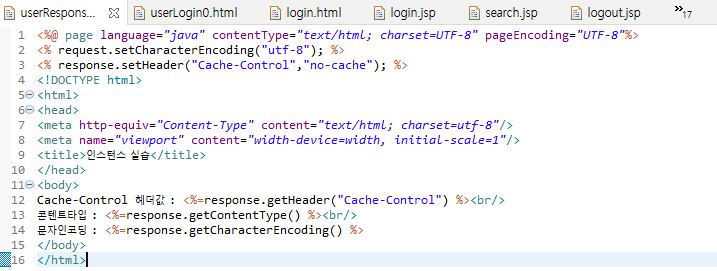 userRespons...
userLogin0.html
login.html
login.jsp
search.jsp
logout.jsp
»17
1 <%@ page language="java" contentType="text/html; charset=UTF-8" pageEncoding="UTF-8"%>
2 <% request.setCharacterEncoding("utf-8"); %>
3 <% response.setHeader("Cache-Control","no-cache"); %>
4 <!DOCTYPE html>
5 <html>
6 <head>
7 <meta http-equiv="Content-Type" content="text/html; charset=utf-8"/>
8 <meta name="viewport" content="width-device=width, initial-scale=1"/>
9 <title>인스턴스 실습</title>
10 </head>
11 <body>
12 Cache-Control 헤더값 : <%=response.getHeader("Cache-Control") %><br/>
13 콘텐트타입 : <%=response.getContentType() %><br/>
14 문자인코딩 : <%=response.getCharacterEncoding() %>
15 </body>
16 </html>